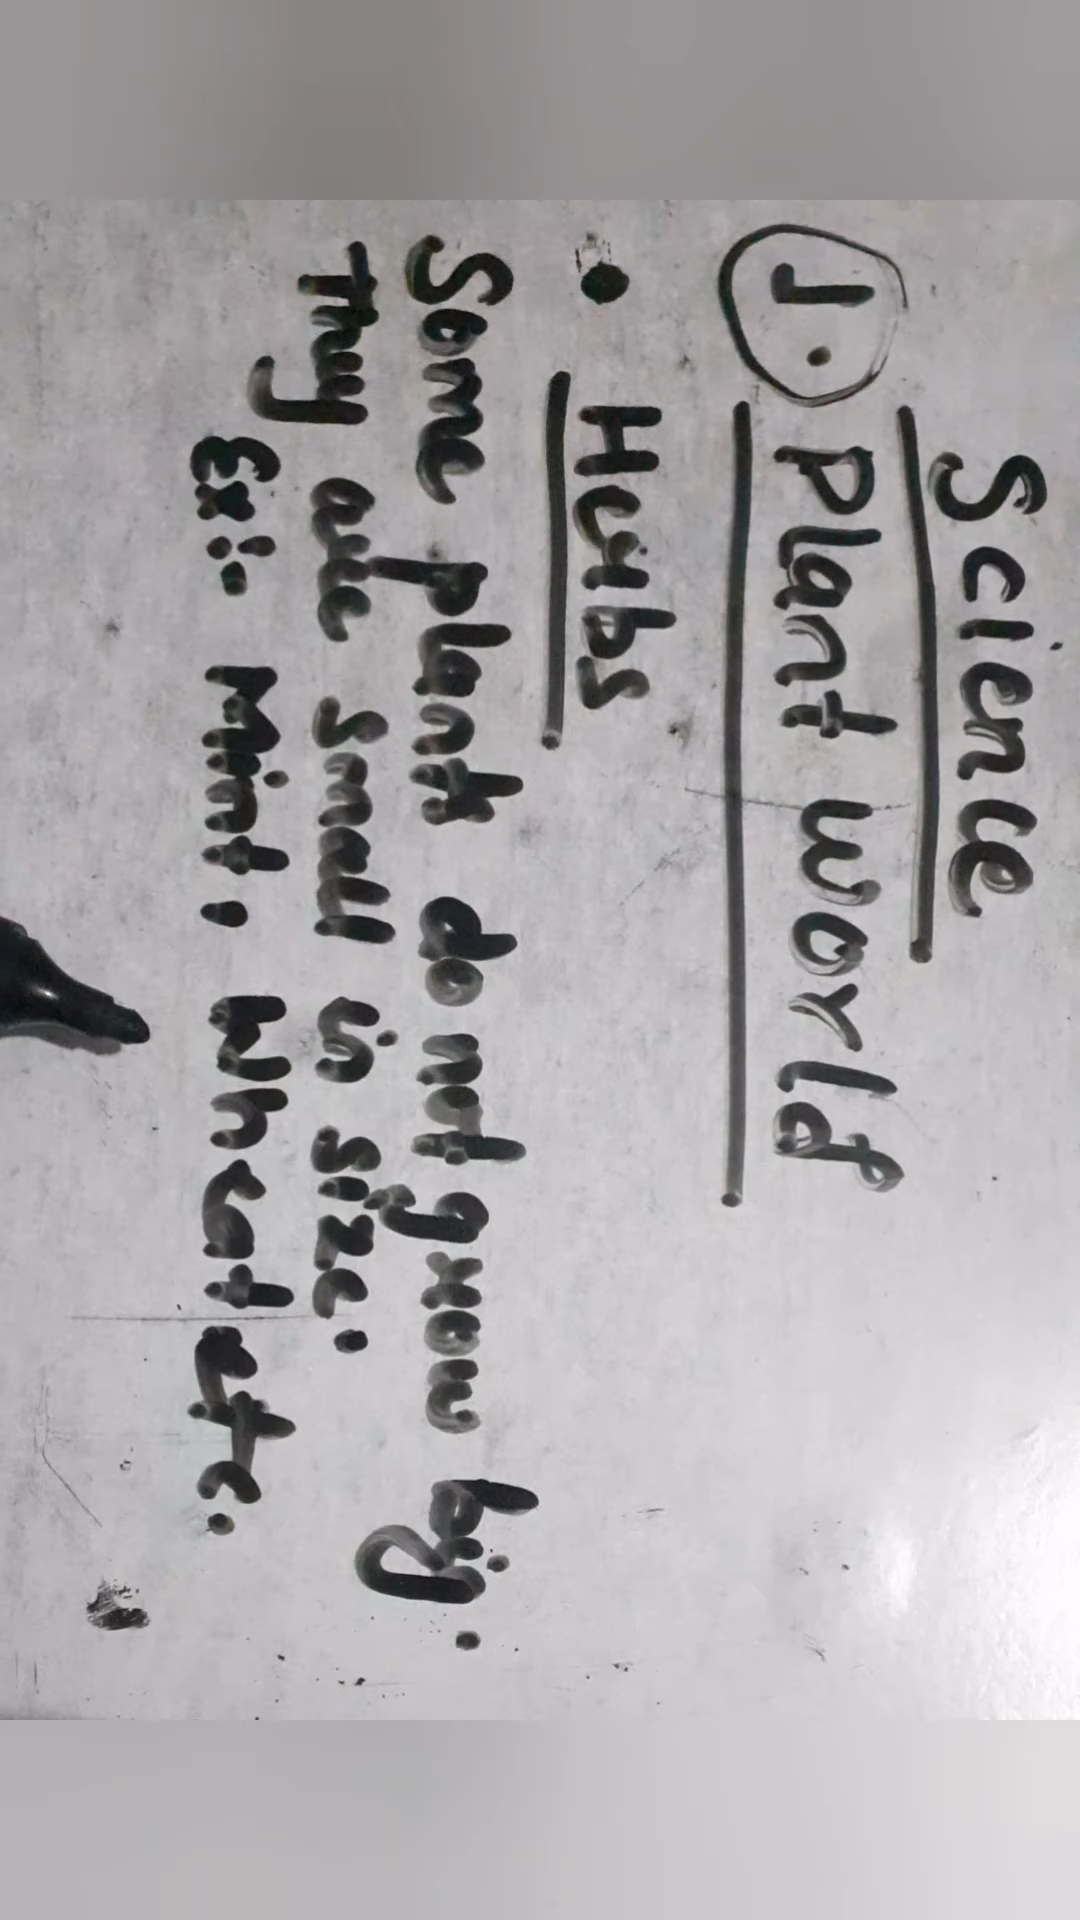 Science
1. Plant world
• Herbs
Some plants do not grow big.
They are small in size.
Ex:- Mint, Wheat etc.